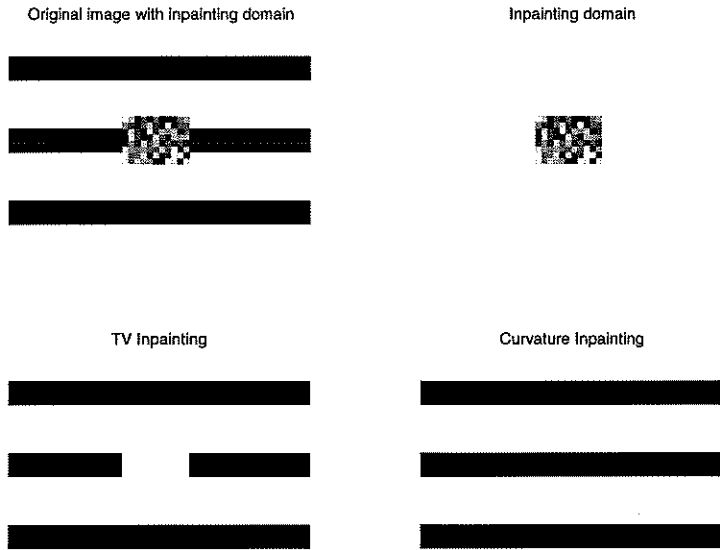 Original image with inpainting domain
Inpainting domain
TV Inpainting
Curvature Inpainting